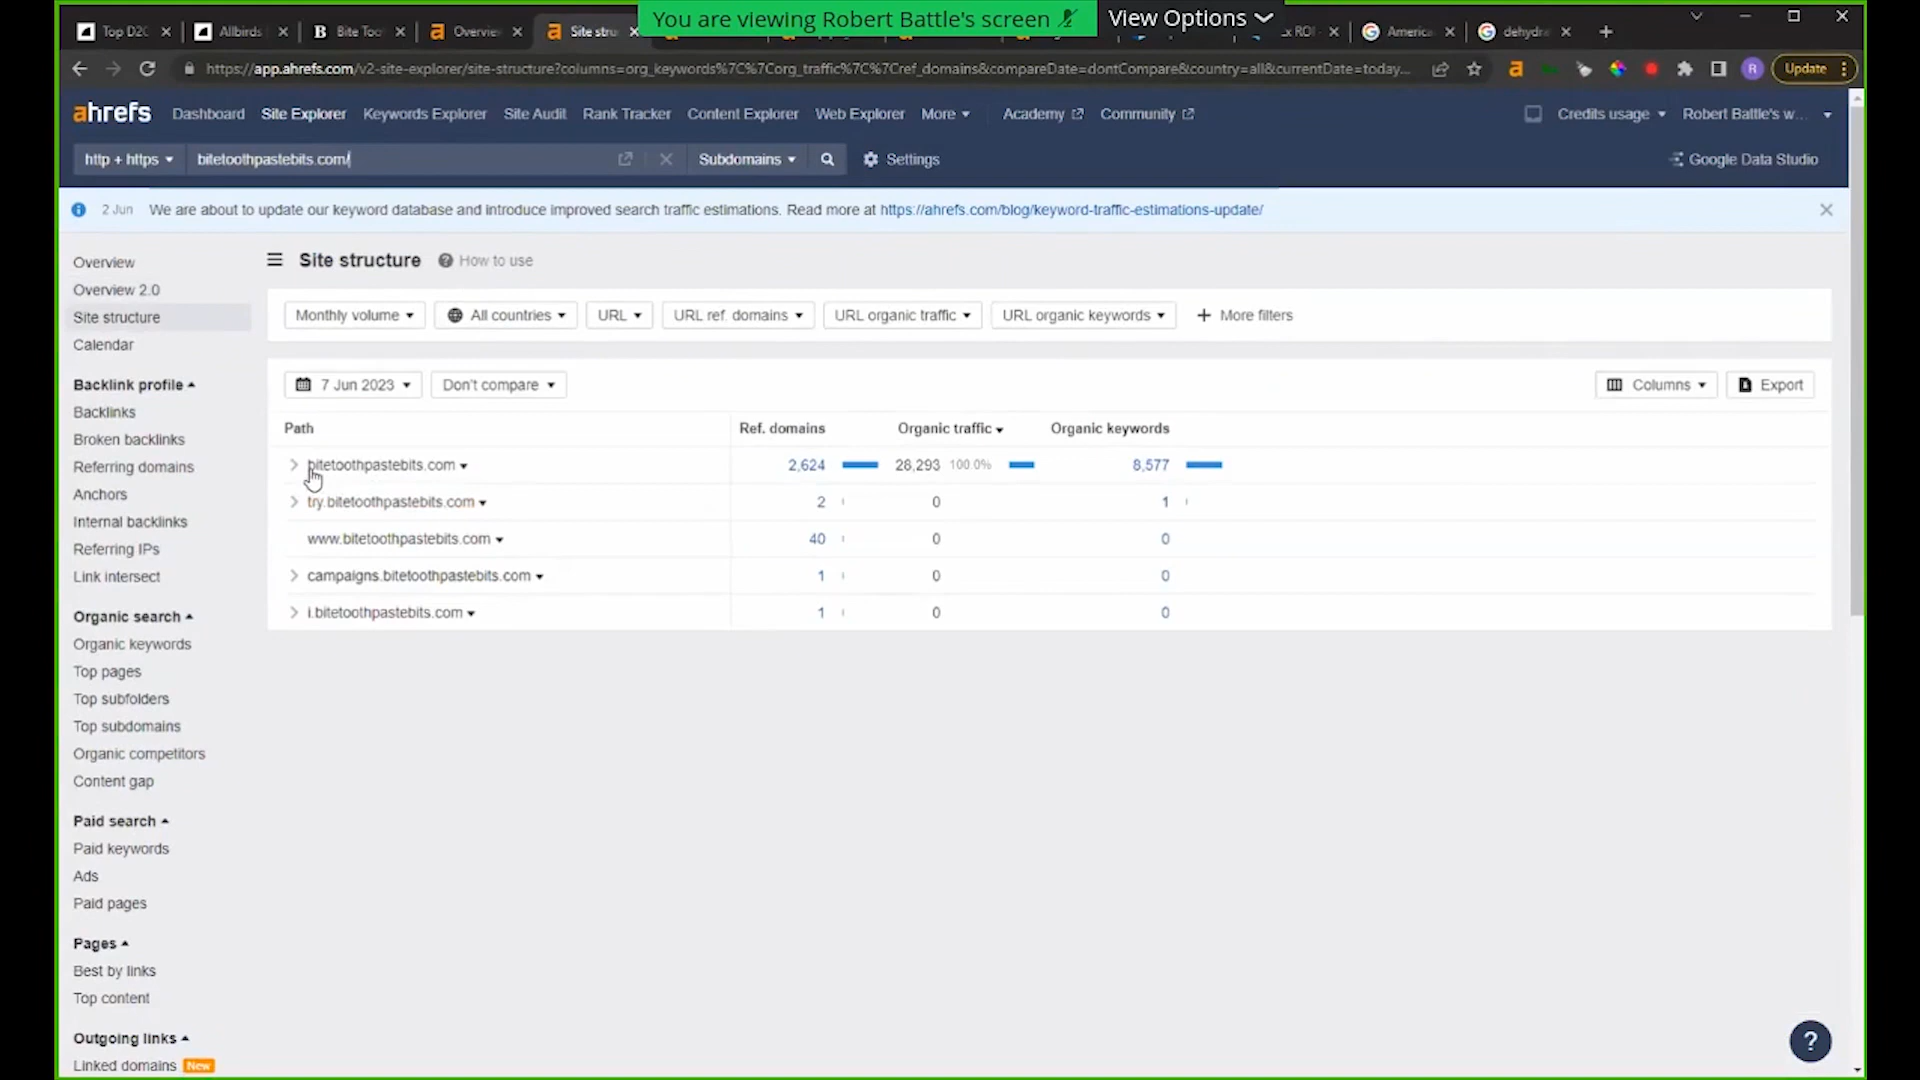 You are viewing Robert Battle's screen
View Options
Top D2C
Allbirds
Bite Too
Overvie
Site stru
x ROI -
America
dehydra
https://app.ahrefs.com/v2-site-explorer/site-structure?columns=org_keywords%7C%7Corg_traffic%7C%7Cref_domains&compareDate=dontCompare&country=all&currentDate=today...
R
Update
ahrefs
Dashboard
Site Explorer
Keywords Explorer
Site Audit
Rank Tracker
Content Explorer
Web Explorer
More
Academy
Community
Credits usage
Robert Battle's w...
http + https
bitetoothpastebits.com/
Subdomains
Settings
Google Data Studio
2 Jun We are about to update our keyword database and introduce improved search traffic estimations. Read more at https://ahrefs.com/blog/keyword-traffic-estimations-update/
Overview
Overview 2.0
Site structure
Calendar
Backlink profile
Backlinks
Broken backlinks
Referring domains
Anchors
Internal backlinks
Referring IPs
Link intersect
Organic search
Organic keywords
Top pages
Top subfolders
Top subdomains
Organic competitors
Content gap
Paid search
Paid keywords
Ads
Paid pages
Pages
Best by links
Top content
Outgoing links
Linked domains New
Site structure
How to use
Monthly volume
All countries
URL
URL ref. domains
URL organic traffic
URL organic keywords
+ More filters
7 Jun 2023
Don't compare
Columns
Export
Path Ref. domains Organic traffic Organic keywords
bitetoothpastebits.com 2,624 28,293 100.0% 8,577
try.bitetoothpastebits.com 2 0 1
www.bitetoothpastebits.com 40 0 0
campaigns.bitetoothpastebits.com 1 0 0
l.bitetoothpastebits.com 1 0 0
?